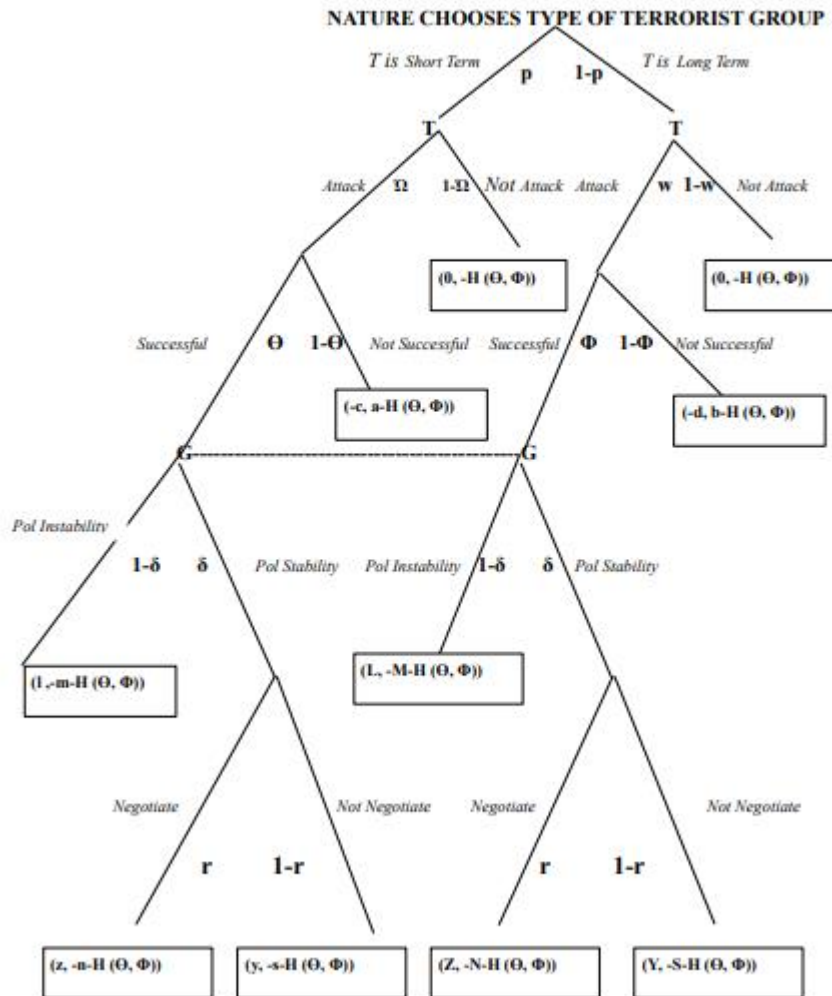 NATURE CHOOSES TYPE OF TERRORIST GROUP
T is Short Term p 1-p T is Long Term
T T
Attack Ω 1-Ω Not Attack Attack w 1-w Not Attack
(0, -H (Θ, Φ)) (0, -H (Θ, Φ))
Successful Θ 1-Θ Not Successful Successful Φ 1-Φ Not Successful
(-c, a-H (Θ, Φ)) (-d, b-H (Θ, Φ))
G G
Pol Instability 1-δ δ Pol Stability Pol Instability 1-δ δ Pol Stability
(l ,-m-H (Θ, Φ)) (L, -M-H (Θ, Φ))
Negotiate Not Negotiate Negotiate Not Negotiate
r 1-r r 1-r
(z, -n-H (Θ, Φ)) (y, -s-H (Θ, Φ)) (Z, -N-H (Θ, Φ)) (Y, -S-H (Θ, Φ))